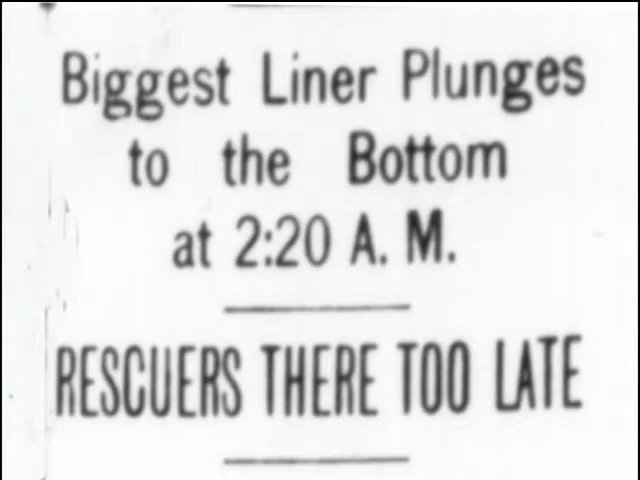 Biggest Liner Plunges
to the Bottom
at 2:20 A. M.
RESCUERS THERE TOO LATE